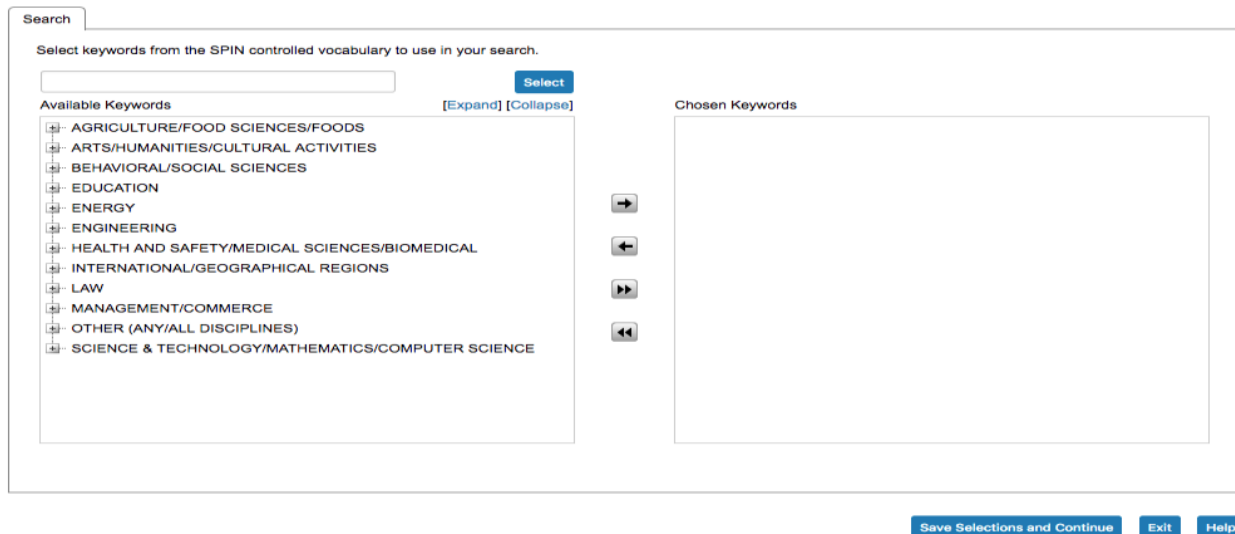 Search
Select keywords from the SPIN controlled vocabulary to use in your search.
Select
Available Keywords [Expand] [Collapse] Chosen Keywords
AGRICULTURE/FOOD SCIENCES/FOODS
ARTS/HUMANITIES/CULTURAL ACTIVITIES
BEHAVIORAL/SOCIAL SCIENCES
EDUCATION
ENERGY
ENGINEERING
HEALTH AND SAFETY/MEDICAL SCIENCES/BIOMEDICAL
INTERNATIONAL/GEOGRAPHICAL REGIONS
LAW
MANAGEMENT/COMMERCE
OTHER (ANY/ALL DISCIPLINES)
SCIENCE & TECHNOLOGY/MATHEMATICS/COMPUTER SCIENCE
Save Selections and Continue Exit Help